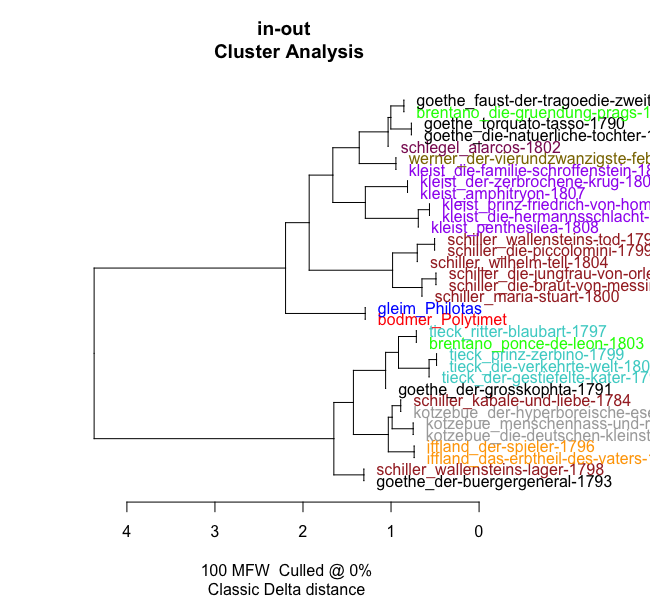 in-out
Cluster Analysis
goethe_faust-der-tragoedie-zweit
brentano_die-gruendung-prags-1
goethe_torquato-tasso-1790
goethe_die-natuerliche-tochter-1
schlegel_alarcos-1802
werner_der-vierundzwanzigste-feb
kleist_die-familie-schroffenstein-18
kleist_der-zerbrochene-krug-180
kleist_amphitryon-1807
kleist_prinz-friedrich-von-hom
kleist_die-hermannsschlacht-
kleist_penthesilea-1808
schiller_wallensteins-tod-179
schiller_die-piccolomini-1799
schiller_wilhelm-tell-1804
schiller_die-jungfrau-von-orle
schiller_die-braut-von-messi
schiller_maria-stuart-1800
gleim_Philotas
bodmer_Polytimet
tieck_ritter-blaubart-1797
brentano_ponce-de-leon-1803
tieck_prinz-zerbino-1799
tieck_die-verkehrte-welt-180
tieck_der-gestiefelte-kater-17
goethe_der-grosskophta-1791
schiller_kabale-und-liebe-1784
kotzebue_der-hyperboreische-ese
kotzebue_menschenhass-und-r
kotzebue_die-deutschen-kleinst
iffland_der-spieler-1796
iffland_das-erbtheil-des-vaters-1
schiller_wallensteins-lager-1798
goethe_der-buergergeneral-1793
4 3 2 1 0
100 MFW Culled @ 0%
Classic Delta distance